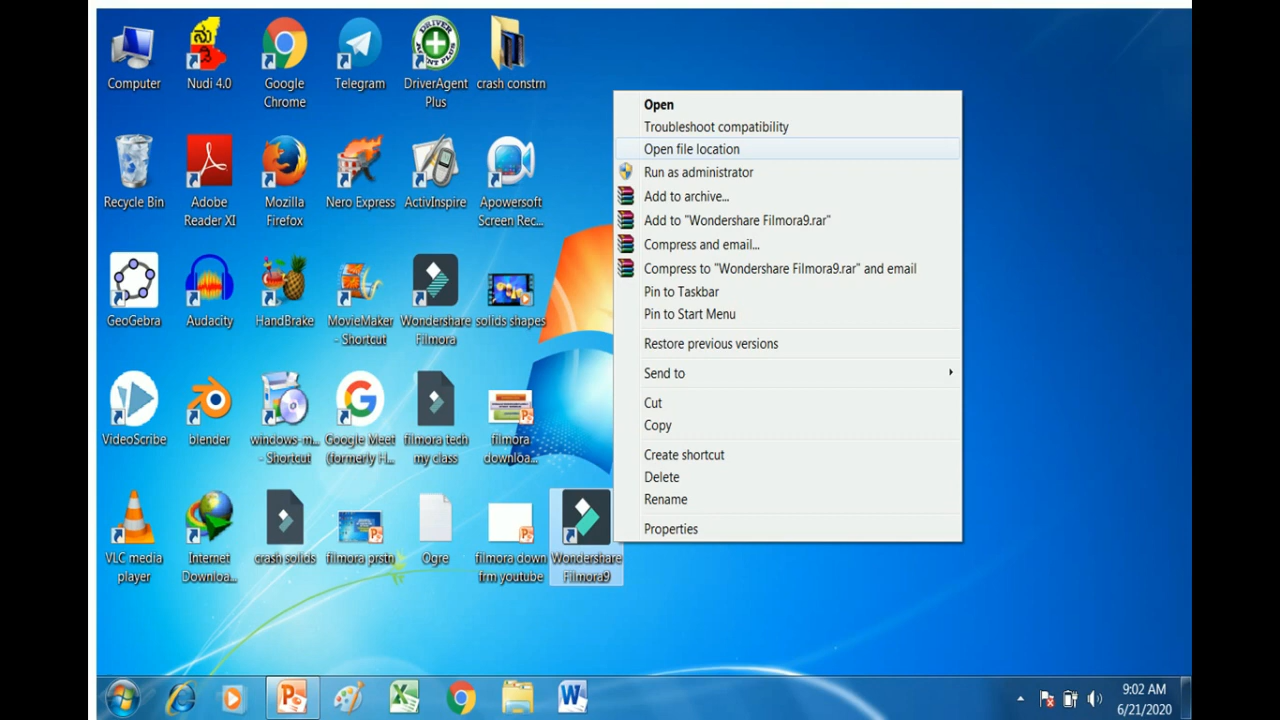 Computer
Nudi 4.0
Google
Chrome
Telegram
DriverAgent
Plus
crash constrn
Recycle Bin
Adobe
Reader XI
Mozilla
Firefox
Nero Express
ActivInspire
Apowersoft
Screen Rec...
GeoGebra
Audacity
HandBrake
MovieMaker
- Shortcut
Wondershare
Filmora
solids shapes
VideoScribe
blender
windows-m...
- Shortcut
Google Meet
(formerly H...
filmora tech
my class
filmora
downloa...
VLC media
player
Internet
Downloa...
crash solids
filmora prstn
Ogre
filmora down
frm youtube
Wondershare
Filmora9
Open
Troubleshoot compatibility
Open file location
Run as administrator
Add to archive...
Add to "Wondershare Filmora9.rar"
Compress and email...
Compress to "Wondershare Filmora9.rar" and email
Pin to Taskbar
Pin to Start Menu
Restore previous versions
Send to
Cut
Copy
Create shortcut
Delete
Rename
Properties
9:02 AM
6/21/2020